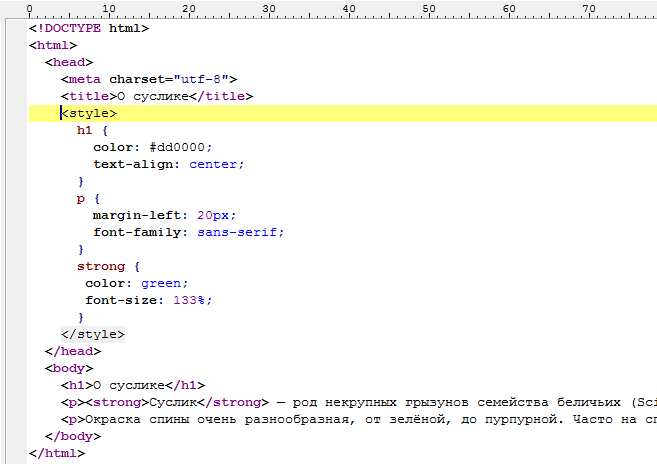 0 10 20 30 40 50 60 70
<!DOCTYPE html>
<html>
<head>
<meta charset="utf-8">
<title>О суслике</title>
<style>
h1 {
color: #dd0000;
text-align: center;
}
p {
margin-left: 20px;
font-family: sans-serif;
}
strong {
color: green;
font-size: 133%;
}
</style>
</head>
<body>
<h1>О суслике</h1>
<p><strong>Суслик</strong> — род некрупных грызунов семейства беличьих (Sci
<p>Окраска спины очень разнообразная, от зелёной, до пурпурной. Часто на сп
</body>
</html>